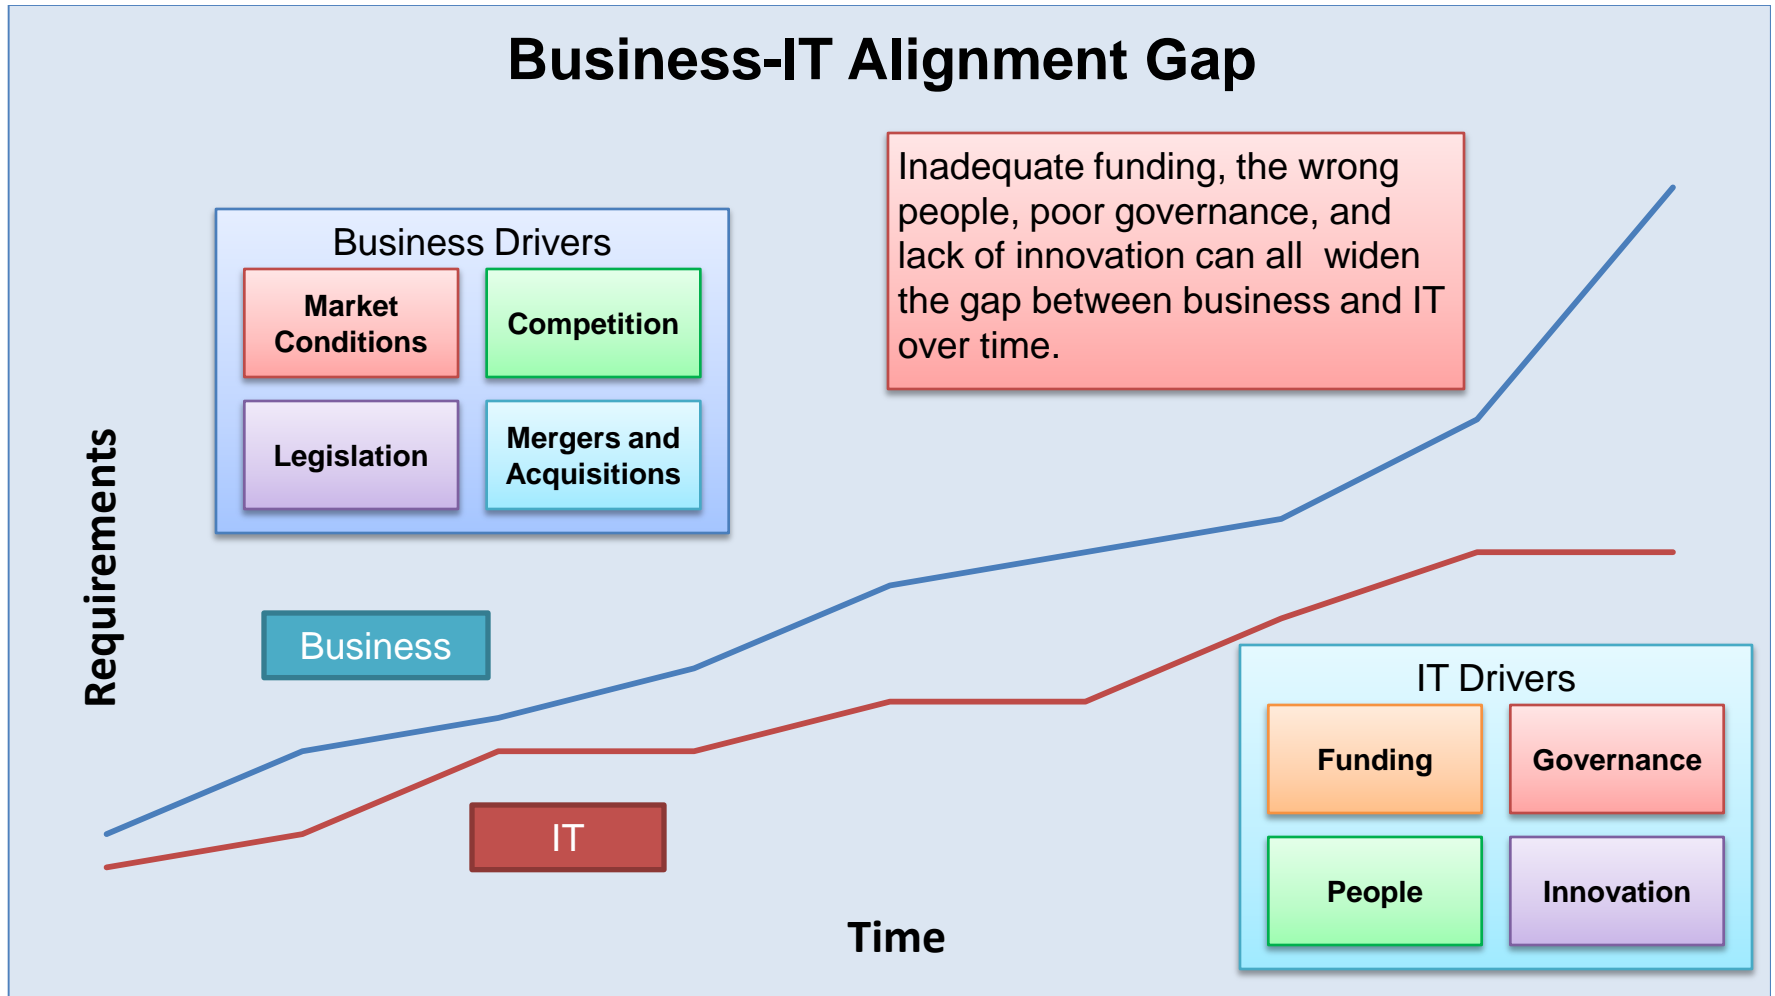 Business-IT Alignment Gap
Inadequate funding, the wrong
people, poor governance, and
lack of innovation can all  widen
the gap between business and IT
over time.
Business Drivers
Market
Conditions
Competition
Legislation
Mergers and
Acquisitions
Requirements
Business
IT
IT Drivers
Funding
Governance
People
Innovation
Time